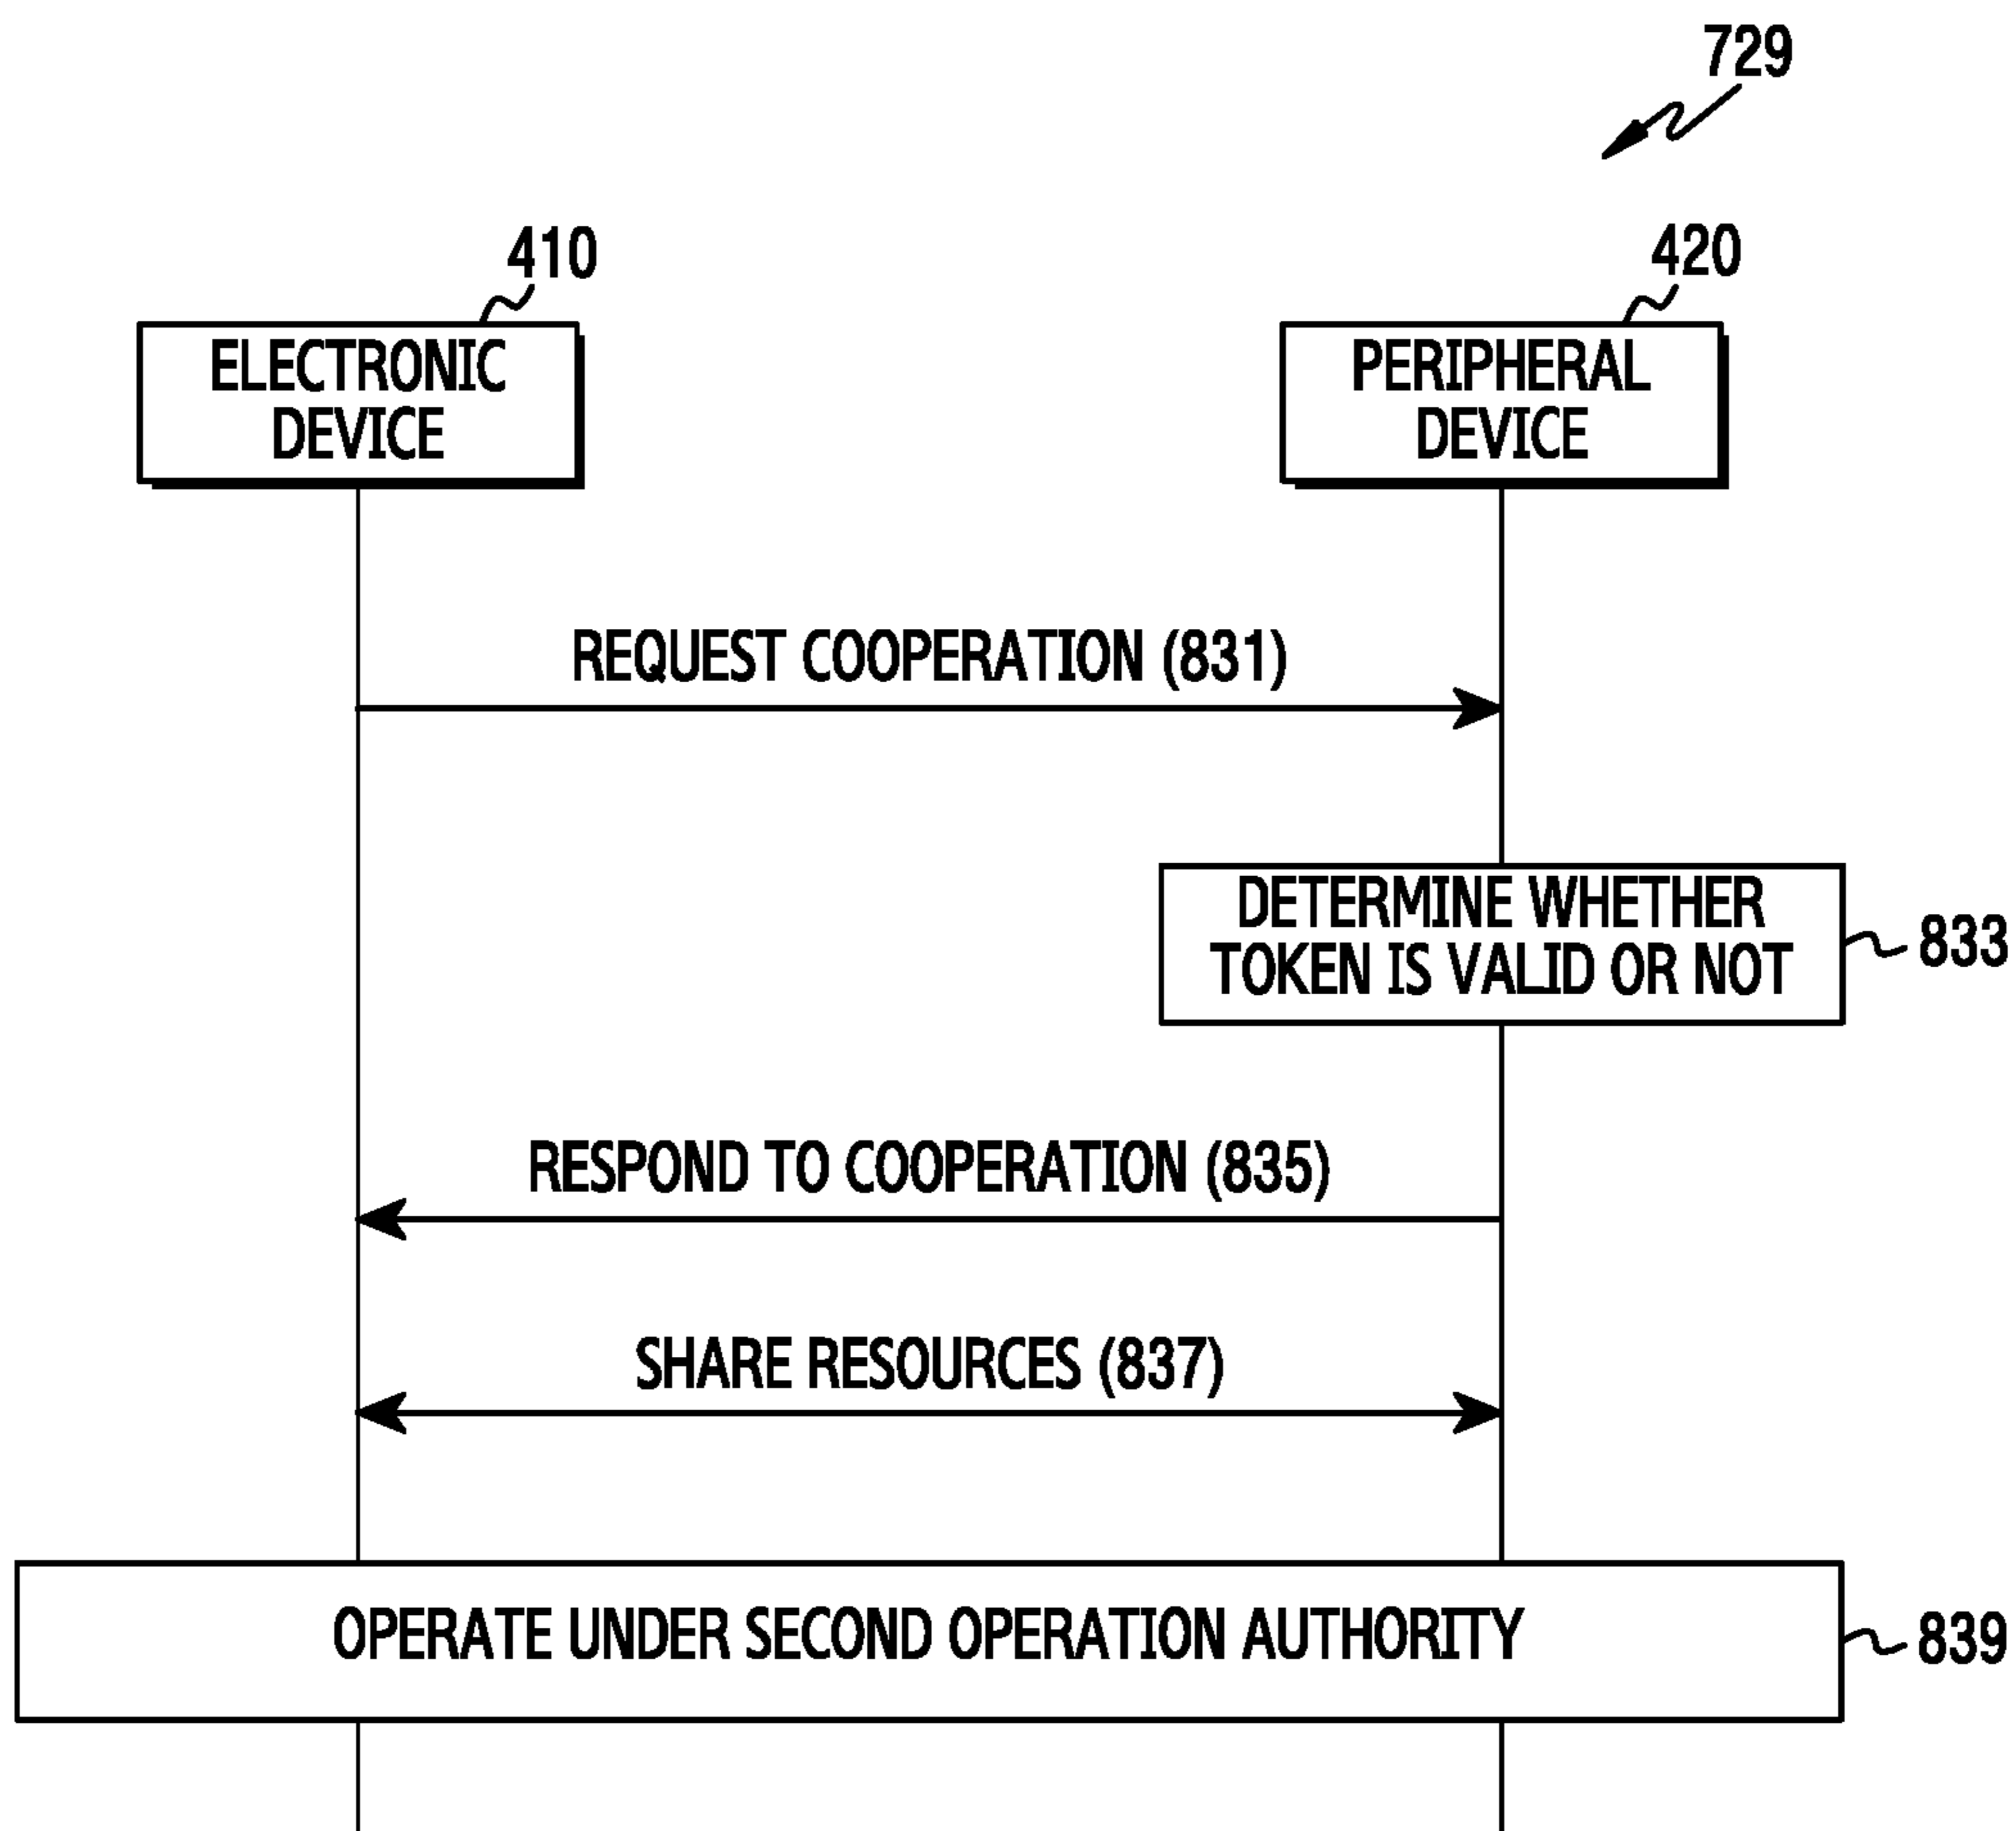 729
410
420
ELECTRONIC
DEVICE
PERIPHERAL
DEVICE
REQUEST COOPERATION (831)
DETERMINE WHETHER
TOKEN IS VALID OR NOT
833
RESPOND TO COOPERATION (835)
SHARE RESOURCES (837)
OPERATE UNDER SECOND OPERATION AUTHORITY
839